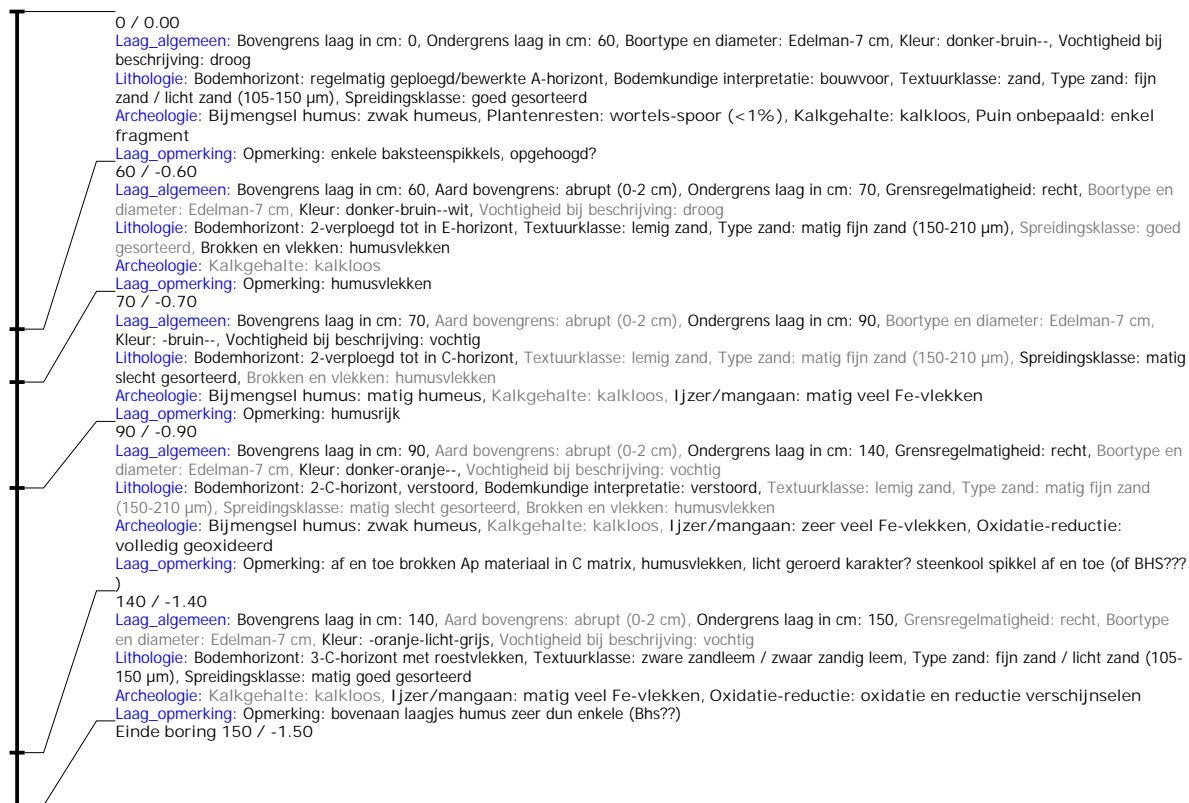 0 / 0.00
Laag_algemeen: Bovengrens laag in cm: 0, Ondergrens laag in cm: 60, Boortype en diameter: Edelman-7 cm, Kleur: donker-bruin--, Vochtigheid bij
beschrijving: droog
Lithologie: Bodemhorizont: regelmatig geploegd/bewerkte A-horizont, Bodemkundige interpretatie: bouwvoor, Textuurklasse: zand, Type zand: fijn
zand / licht zand (105-150 µm), Spreidingsklasse: goed gesorteerd
Archeologie: Bijmengsel humus: zwak humeus, Plantenresten: wortels-spoor (<1%), Kalkgehalte: kalkloos, Puin onbepaald: enkel
fragment
Laag_opmerking: Opmerking: enkele baksteenspikkels, opgehoogd?
60 / -0.60
Laag_algemeen: Bovengrens laag in cm: 60, Aard bovengrens: abrupt (0-2 cm), Ondergrens laag in cm: 70, Grensregelmatigheid: recht, Boortype en
diameter: Edelman-7 cm, Kleur: donker-bruin--wit, Vochtigheid bij beschrijving: droog
Lithologie: Bodemhorizont: 2-verploegd tot in E-horizont, Textuurklasse: lemig zand, Type zand: matig fijn zand (150-210 µm), Spreidingsklasse: goed
gesorteerd, Brokken en vlekken: humusvlekken
Archeologie: Kalkgehalte: kalkloos
Laag_opmerking: Opmerking: humusvlekken
70 / -0.70
Laag_algemeen: Bovengrens laag in cm: 70, Aard bovengrens: abrupt (0-2 cm), Ondergrens laag in cm: 90, Boortype en diameter: Edelman-7 cm,
Kleur: -bruin--, Vochtigheid bij beschrijving: vochtig
Lithologie: Bodemhorizont: 2-verploegd tot in C-horizont, Textuurklasse: lemig zand, Type zand: matig fijn zand (150-210 µm), Spreidingsklasse: matig
slecht gesorteerd, Brokken en vlekken: humusvlekken
Archeologie: Bijmengsel humus: matig humeus, Kalkgehalte: kalkloos, Ijzer/mangaan: matig veel Fe-vlekken
Laag_opmerking: Opmerking: humusrijk
90 / -0.90
Laag_algemeen: Bovengrens laag in cm: 90, Aard bovengrens: abrupt (0-2 cm), Ondergrens laag in cm: 140, Grensregelmatigheid: recht, Boortype en
diameter: Edelman-7 cm, Kleur: donker-oranje--, Vochtigheid bij beschrijving: vochtig
Lithologie: Bodemhorizont: 2-C-horizont, verstoord, Bodemkundige interpretatie: verstoord, Textuurklasse: lemig zand, Type zand: matig fijn zand
(150-210 µm), Spreidingsklasse: matig slecht gesorteerd, Brokken en vlekken: humusvlekken
Archeologie: Bijmengsel humus: zwak humeus, Kalkgehalte: kalkloos, Ijzer/mangaan: zeer veel Fe-vlekken, Oxidatie-reductie:
volledig geoxideerd
Laag_opmerking: Opmerking: af en toe brokken Ap materiaal in C matrix, humusvlekken, licht geroerd karakter? steenkool spikkel af en toe (of BHS???
)
140 / -1.40
Laag_algemeen: Bovengrens laag in cm: 140, Aard bovengrens: abrupt (0-2 cm), Ondergrens laag in cm: 150, Grensregelmatigheid: recht, Boortype
en diameter: Edelman-7 cm, Kleur: -oranje-licht-grijs, Vochtigheid bij beschrijving: vochtig
Lithologie: Bodemhorizont: 3-C-horizont met roestvlekken, Textuurklasse: zware zandleem / zwaar zandig leem, Type zand: fijn zand / licht zand (105-
150 µm), Spreidingsklasse: matig goed gesorteerd
Archeologie: Kalkgehalte: kalkloos, Ijzer/mangaan: matig veel Fe-vlekken, Oxidatie-reductie: oxidatie en reductie verschijnselen
Laag_opmerking: Opmerking: bovenaan laagjes humus zeer dun enkele (Bhs??)
Einde boring 150 / -1.50